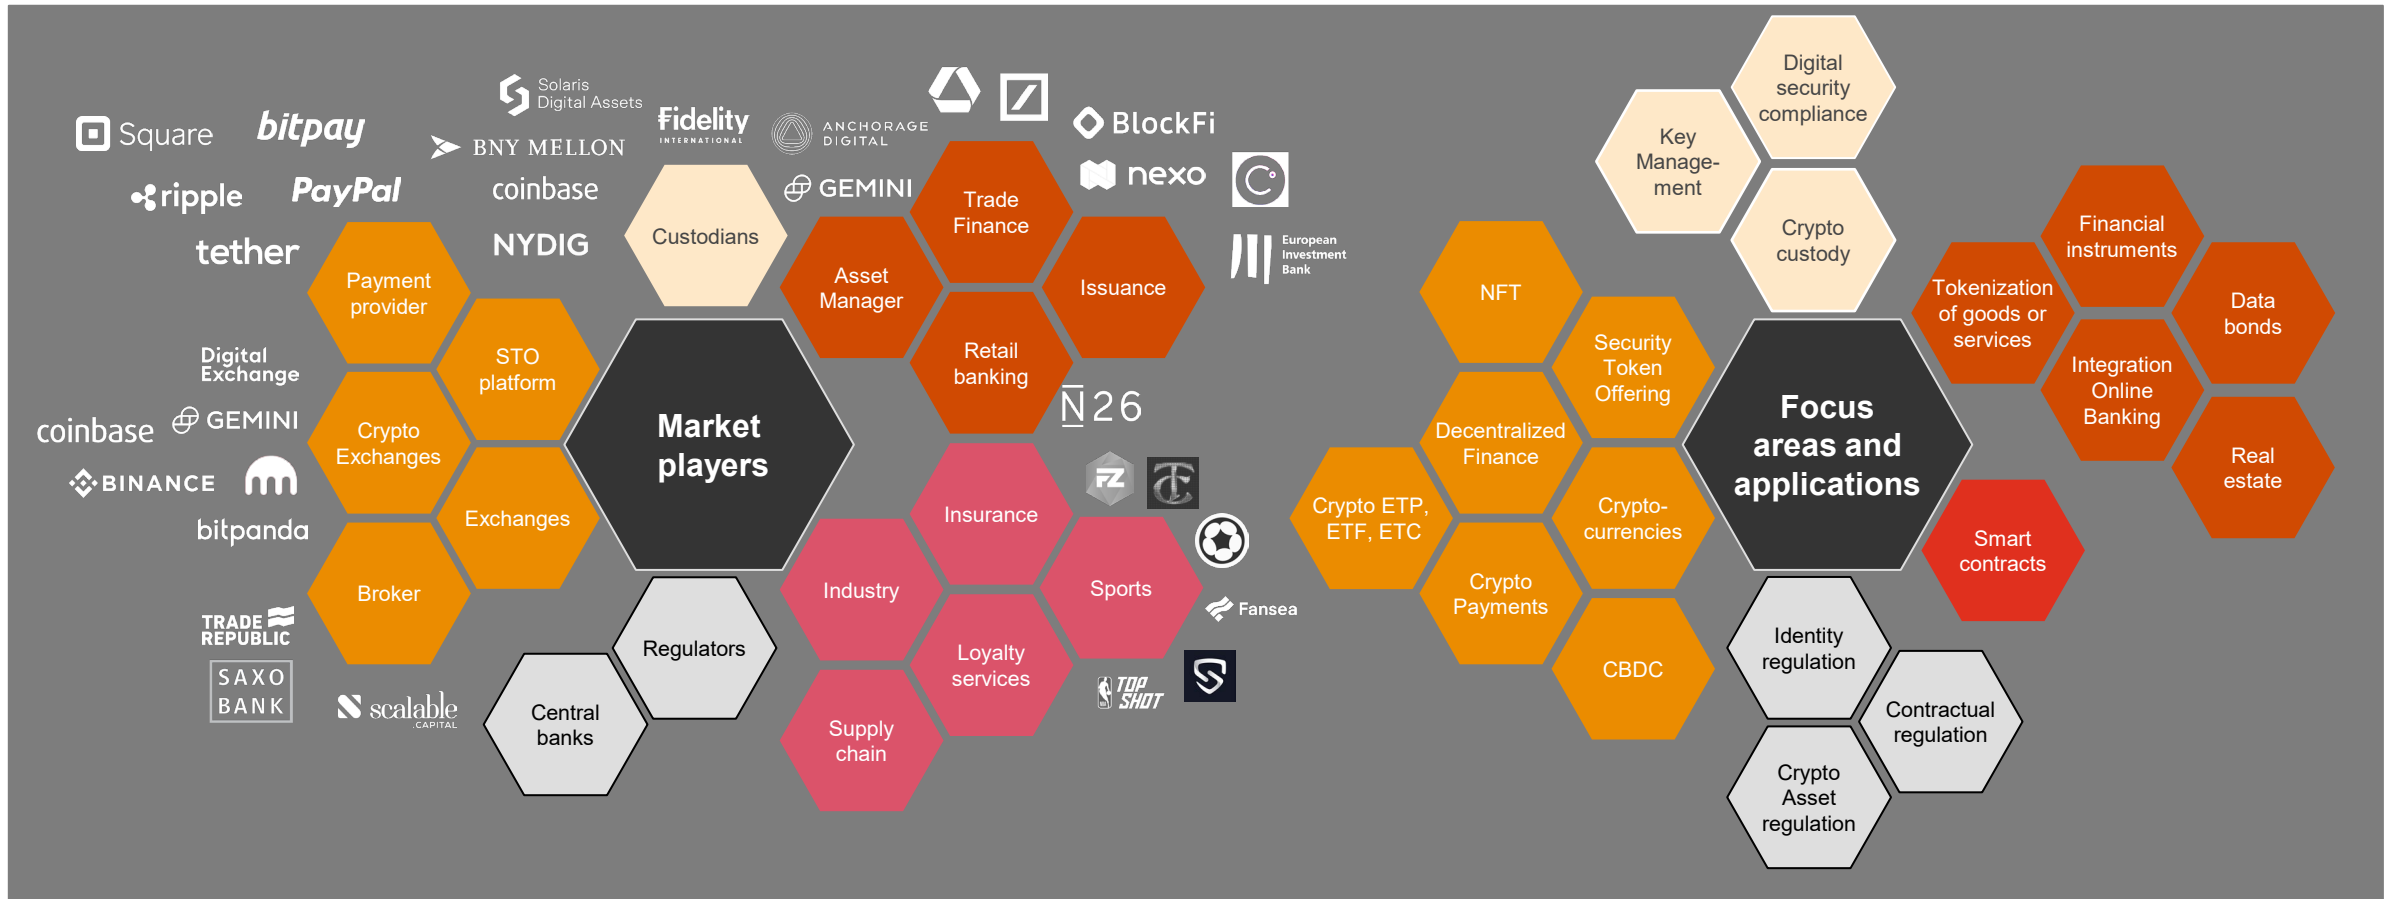 Square
bitpay
ripple
PayPal
tether
Solaris
Digital Assets
BNY MELLON
coinbase
NYDIG
Fidelity
INTERNATIONAL
ANCHORAGE
DIGITAL
GEMINI
BlockFi
nexo
European
Investment
Bank
Custodians
Trade
Finance
Asset
Manager
Issuance
Retail
banking
N26
Payment
provider
STO
platform
Digital
Exchange
coinbase
GEMINI
BINANCE
bitpanda
Crypto
Exchanges
Exchanges
Broker
TRADE
REPUBLIC
SAXO
BANK
scalable
.CAPITAL
Market
players
Regulators
Central
banks
Insurance
Industry
Sports
Loyalty
services
Supply
chain
FZ
Fansea
TOP
SHOT
Digital
security
compliance
Key
Manage-
ment
Crypto
custody
NFT
Security
Token
Offering
Decentralized
Finance
Crypto ETP,
ETF, ETC
Crypto-
currencies
Crypto
Payments
CBDC
Focus
areas and
applications
Financial
instruments
Tokenization
of goods or
services
Data
bonds
Integration
Online
Banking
Real
estate
Smart
contracts
Identity
regulation
Contractual
regulation
Crypto
Asset
regulation